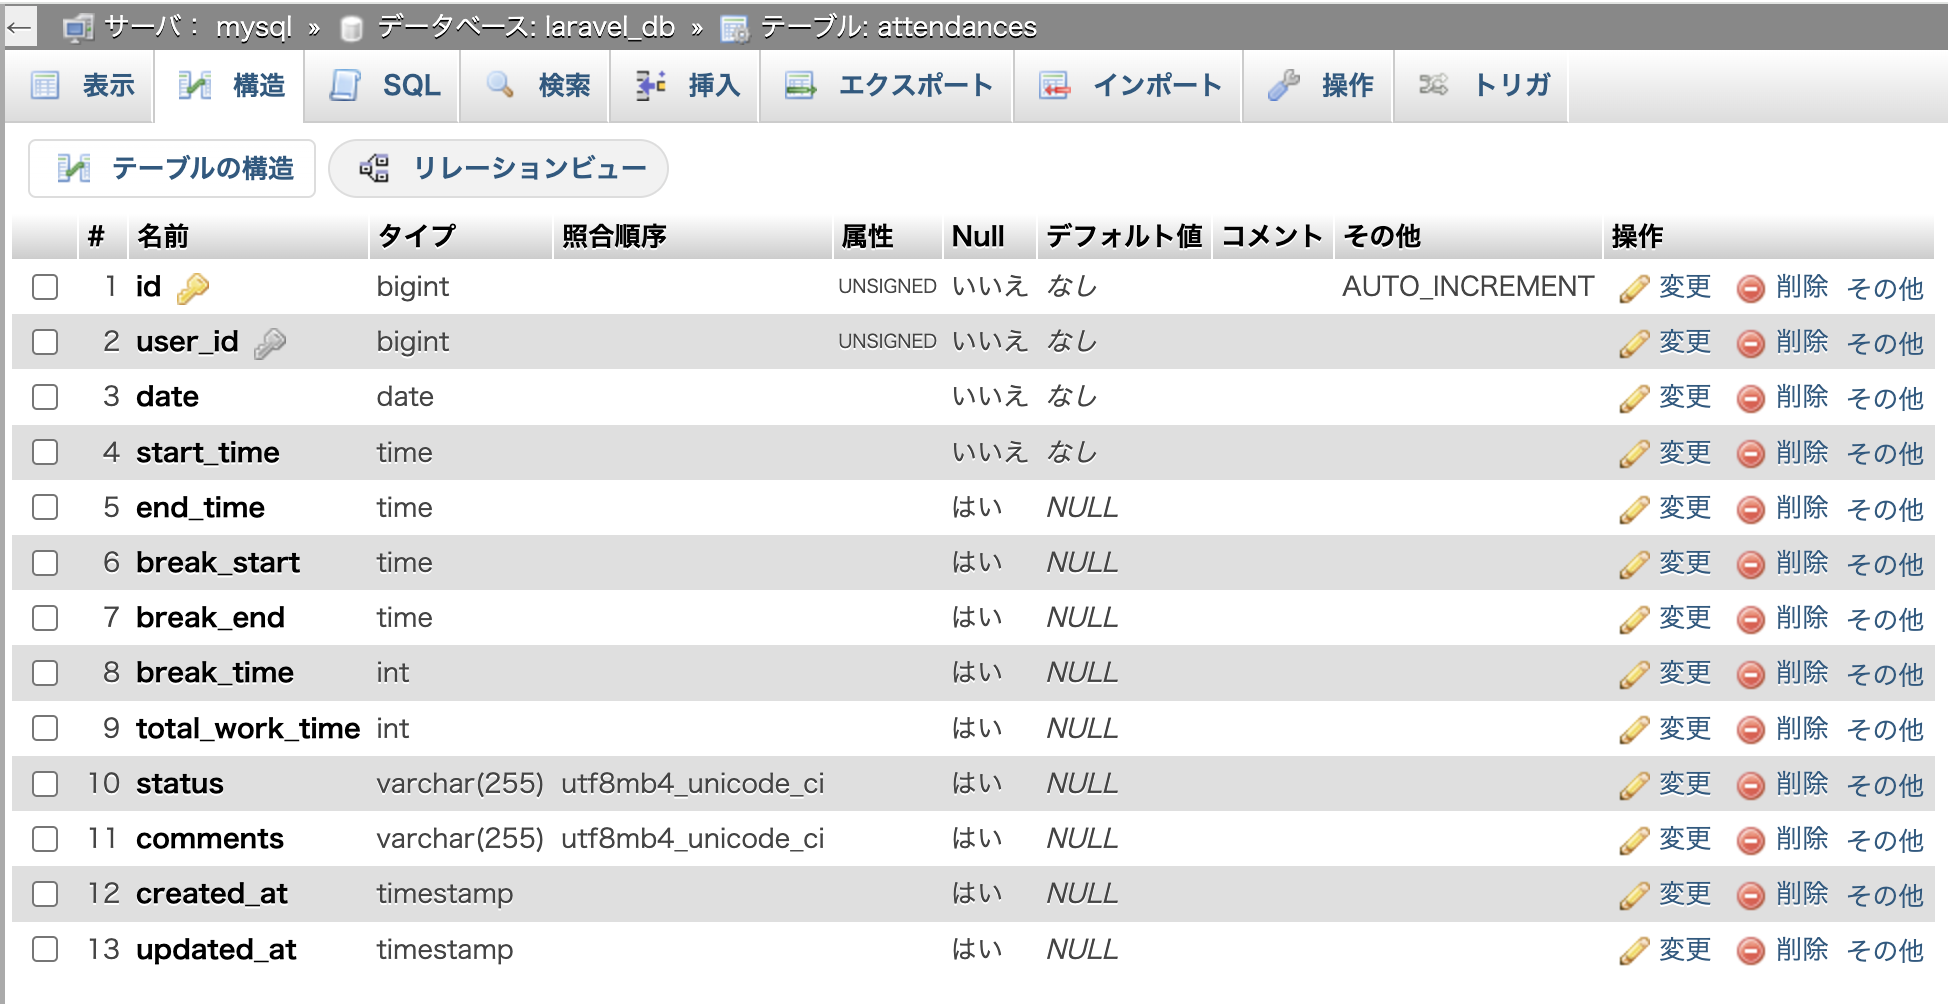 ← サーバ： mysql » データベース: laravel_db » テーブル: attendances
表示 構造 SQL 検索 挿入 エクスポート インポート 操作 トリガ
テーブルの構造 リレーションビュー
# 名前 タイプ 照合順序 属性 Null デフォルト値 コメント その他 操作
1 id bigint UNSIGNED いいえ なし AUTO_INCREMENT 変更 削除 その他
2 user_id bigint UNSIGNED いいえ なし 変更 削除 その他
3 date date いいえ なし 変更 削除 その他
4 start_time time いいえ なし 変更 削除 その他
5 end_time time はい NULL 変更 削除 その他
6 break_start time はい NULL 変更 削除 その他
7 break_end time はい NULL 変更 削除 その他
8 break_time int はい NULL 変更 削除 その他
9 total_work_time int はい NULL 変更 削除 その他
10 status varchar(255) utf8mb4_unicode_ci はい NULL 変更 削除 その他
11 comments varchar(255) utf8mb4_unicode_ci はい NULL 変更 削除 その他
12 created_at timestamp はい NULL 変更 削除 その他
13 updated_at timestamp はい NULL 変更 削除 その他